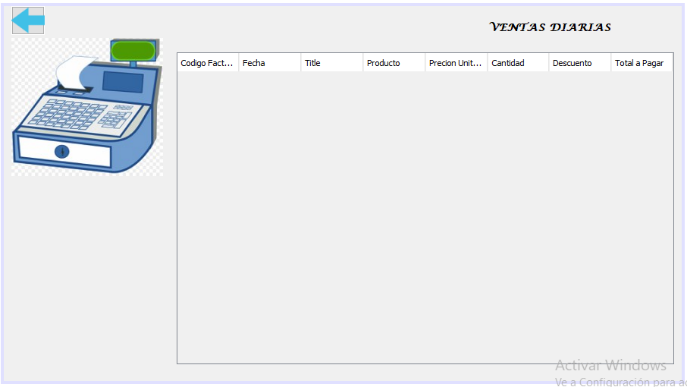 VENTAS DIARIAS
Codigo Fact... Fecha Title Producto Precion Unit... Cantidad Descuento Total a Pagar
Activar Windows
Ve a Configuración para a